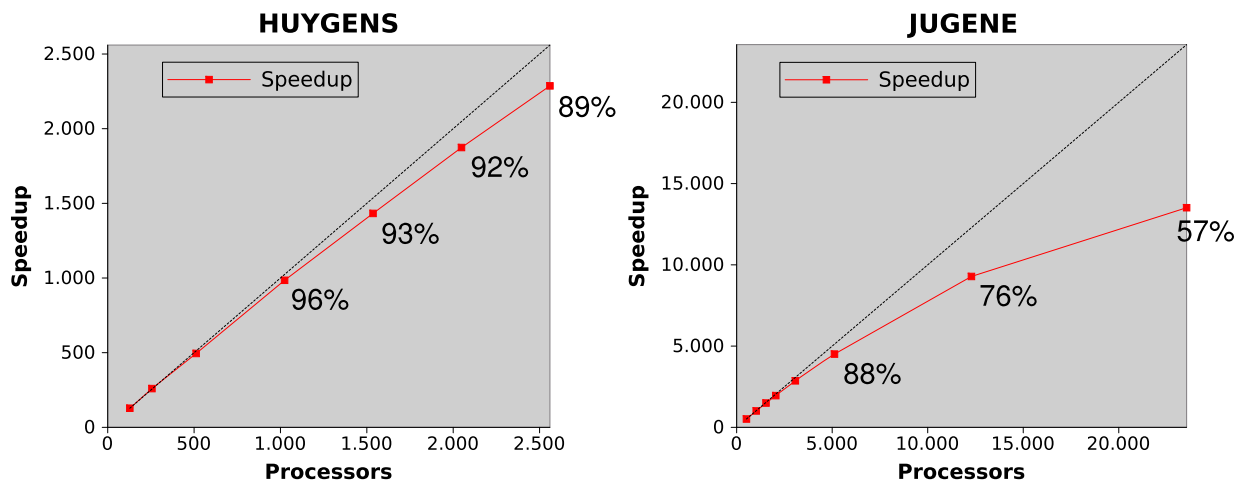 HUYGENS
2.500
2.000
1.500
1.000
500
0
Speedup
Speedup
89%
92%
93%
96%
0 500 1.000 1.500 2.000 2.500
Processors
JUGENE
20.000
15.000
10.000
5.000
0
Speedup
Speedup
57%
76%
88%
0 5.000 10.000 15.000 20.000
Processors